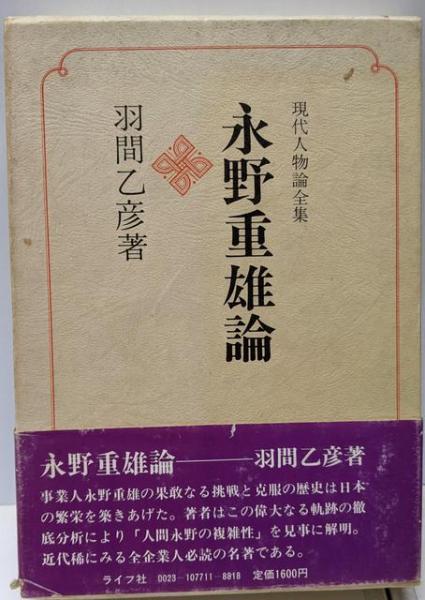 現代人物論全集
永野重雄論
羽間乙彦著
永野重雄論——羽間乙彦著
事業人永野重雄の果敢なる挑戦と克服の歴史は日本
の繁栄を築きあげた。著者はこの偉大なる軌跡の徹
底分析により「人間永野の複雑性」を見事に解明。
近代稀にみる全企業人必読の名著である。
ライフ社 0023-107711-8918 定価1600円